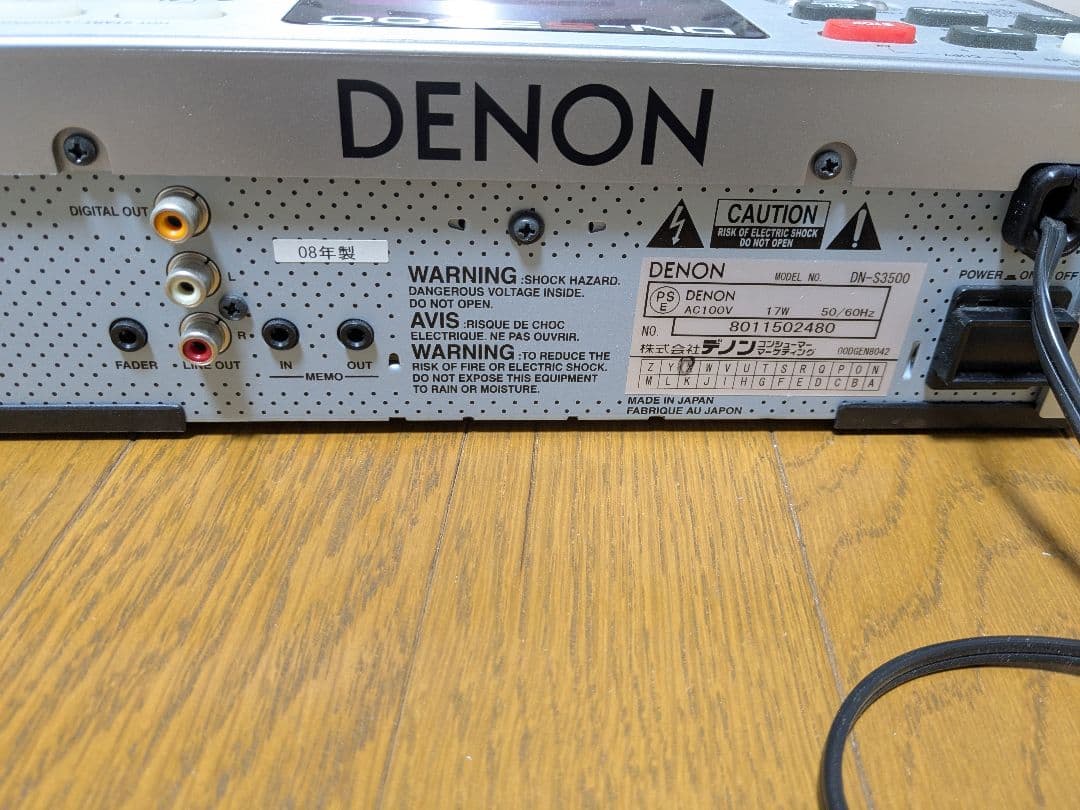 DN-S3500
DENON
DIGITAL OUT
L
R
FADER
LINE OUT
IN
OUT
MEMO
08年製
WARNING :SHOCK HAZARD.
DANGEROUS VOLTAGE INSIDE.
DO NOT OPEN.
AVIS :RISQUE DE CHOC
ELECTRIQUE. NE PAS OUVRIR.
WARNING :TO REDUCE THE
RISK OF FIRE OR ELECTRIC SHOCK.
DO NOT EXPOSE THIS EQUIPMENT
TO RAIN OR MOISTURE.
CAUTION
RISK OF ELECTRIC SHOCK
DO NOT OPEN
DENON MODEL NO. DN-S3500
PSE DENON
AC100V 17W 50/60Hz
NO. 8011502480
株式会社デノン コンシューマーマーケティング 00DGEN8042
Z Y W V U T S R Q P O N
M L K J I H G F E D C B A
MADE IN JAPAN
FABRIQUE AU JAPON
POWER ON OFF